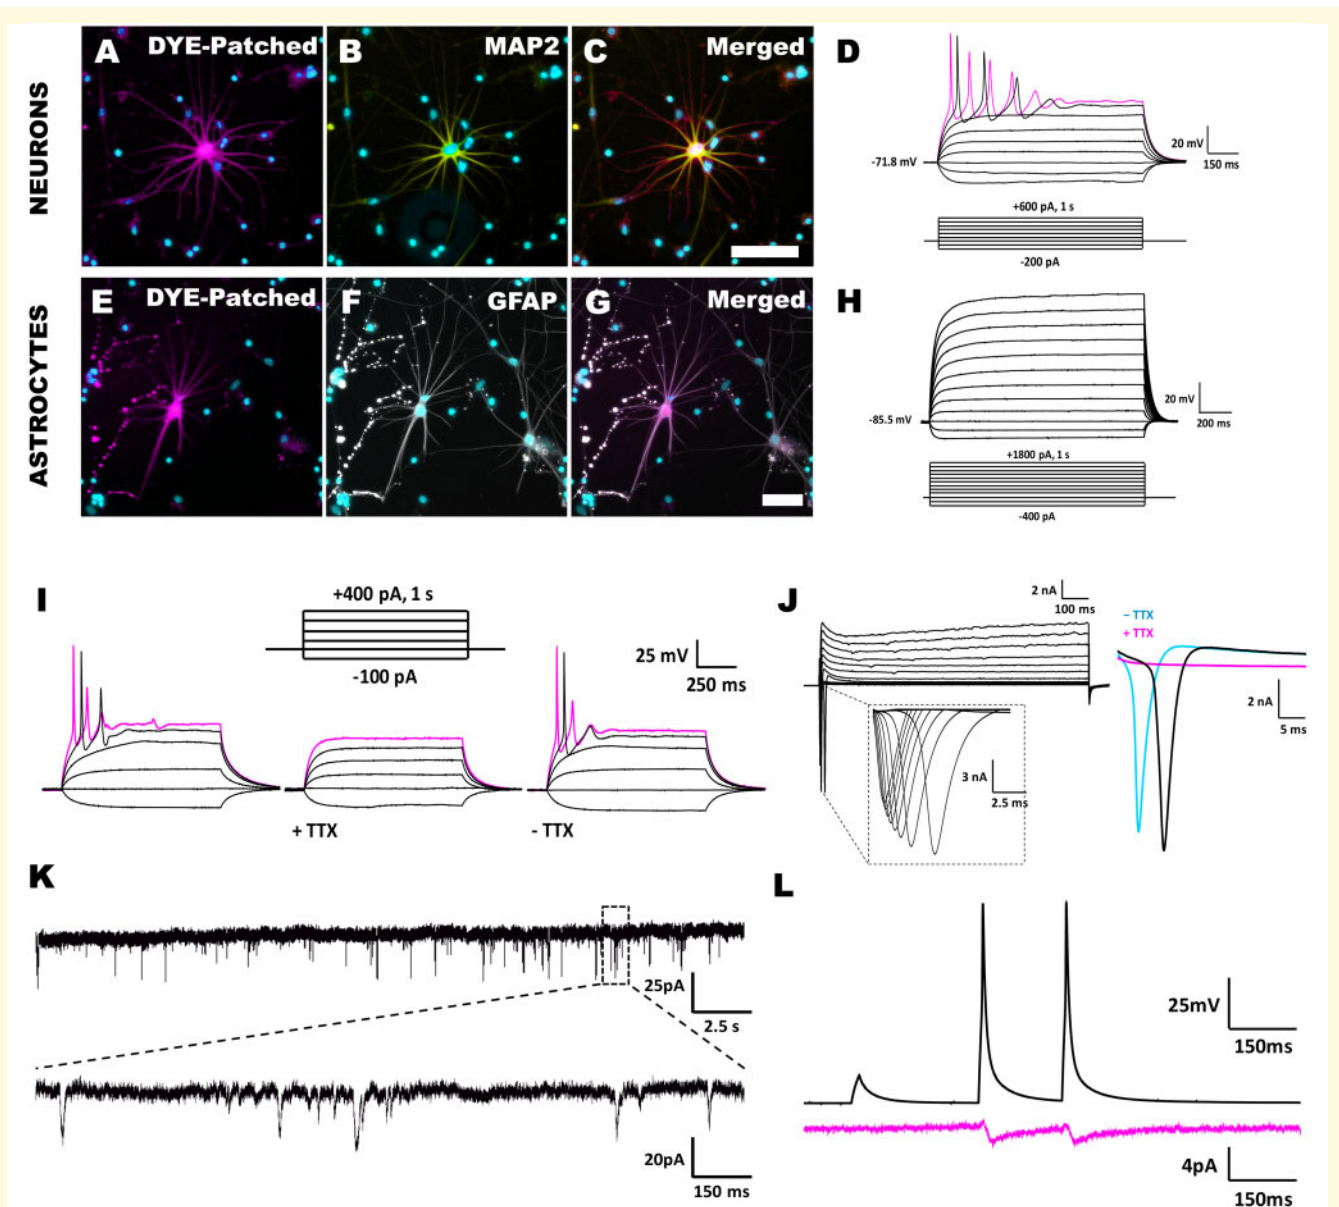 NEURONS
A DYE-Patched
B MAP2
C Merged
D
-71.8 mV
20 mV
150 ms
+600 pA, 1 s
-200 pA
ASTROCYTES
E DYE-Patched
F GFAP
G Merged
H
-85.5 mV
20 mV
200 ms
+1800 pA, 1 s
-400 pA
I
+400 pA, 1 s
-100 pA
25 mV
250 ms
+ TTX
- TTX
J
2 nA
100 ms
3 nA
2.5 ms
– TTX
+ TTX
2 nA
5 ms
K
25pA
2.5 s
20pA
150 ms
L
25mV
150ms
4pA
150ms